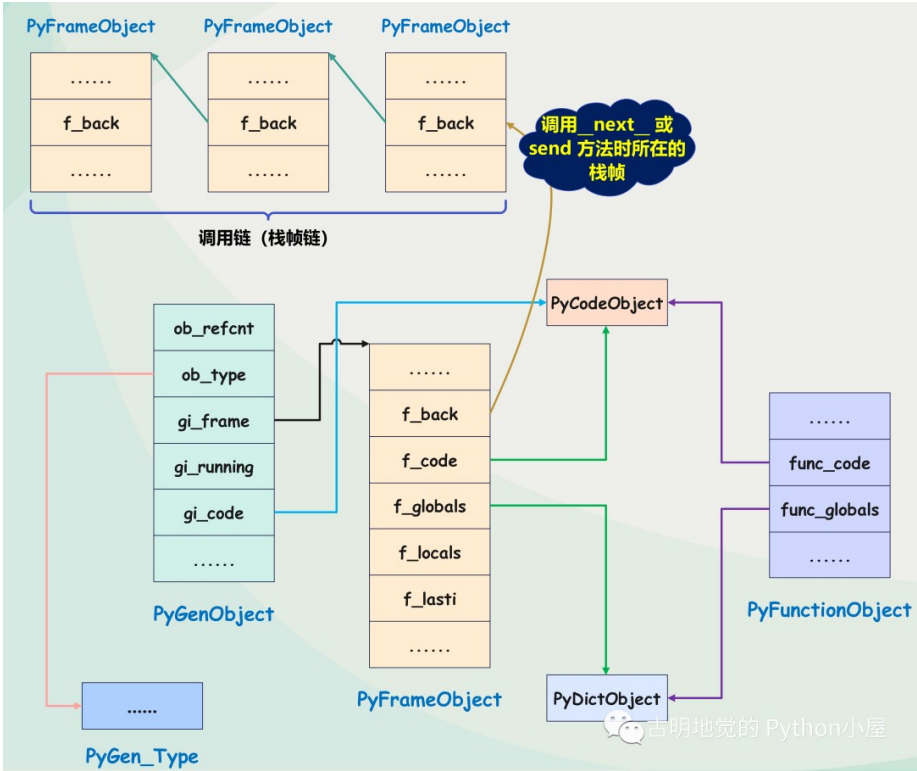 PyFrameObject PyFrameObject PyFrameObject
...... ...... ......
f_back f_back f_back
...... ...... ......
调用__next__ 或
send 方法时所在的
栈帧
调用链（栈帧链）
PyCodeObject
ob_refcnt
ob_type
gi_frame
gi_running
gi_code
......
PyGenObject
......
f_back
f_code
f_globals
f_locals
f_lasti
......
PyFrameObject
......
func_code
func_globals
......
PyFunctionObject
PyDictObject
......
PyGen_Type
古明地觉的 Python小屋